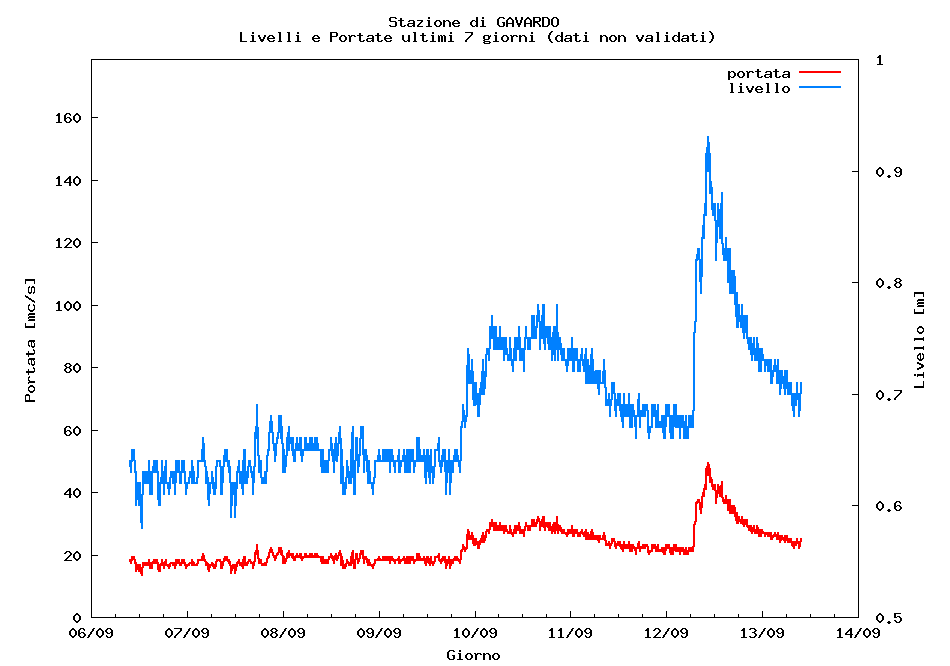 Stazione di GAVARDO
Livelli e Portate ultimi 7 giorni (dati non validati)
portata
livello
Portata [mc/s]
160
140
120
100
80
60
40
20
0
1
0.9
0.8
0.7
0.6
0.5
Livello [m]
06/09 07/09 08/09 09/09 10/09 11/09 12/09 13/09 14/09
Giorno